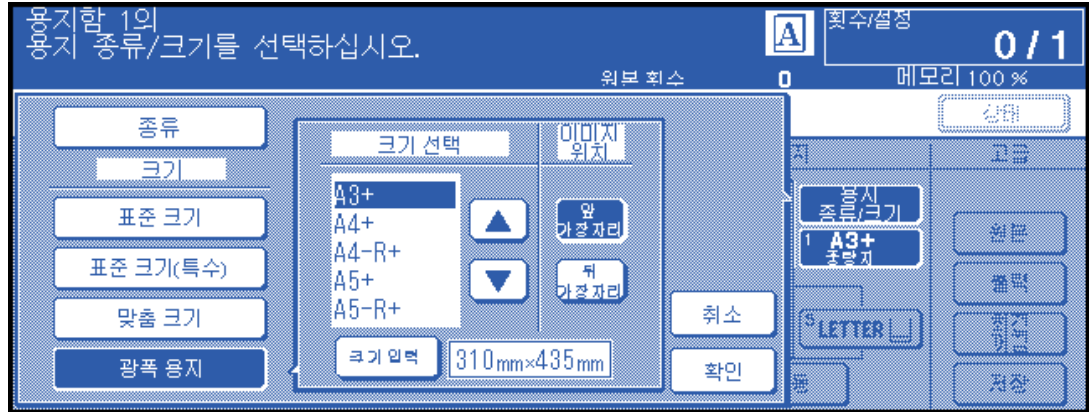 용지함 1의
용지 종류/크기를 선택하십시오.
A
횟수/설정
0 / 1
원본 횟수 0
메모리 100 %
종류
크기
표준 크기
표준 크기(특수)
맞춤 크기
광폭 용지
크기 선택
A3+
A4+
A4-R+
A5+
A5-R+
크기 입력
310mm×435mm
이미지
위치
앞
가장자리
뒤
가장자리
취소
확인
상태
지
용지
종류/크기
1 A3+
중량지
5 LETTER
고급
원본
출력
저장